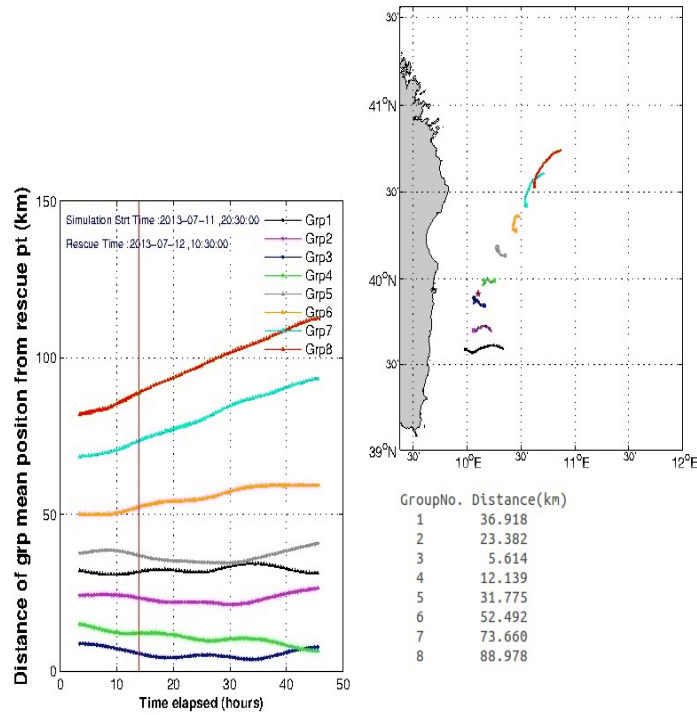 Distance of grp mean positon from rescue pt (km)
150
100
50
0
Simulation Strt Time :2013-07-11 ,20:30:00
Rescue Time :2013-07-12 ,10:30:00
Grp1
Grp2
Grp3
Grp4
Grp5
Grp6
Grp7
Grp8
0 10 20 30 40 50
Time elapsed (hours)
41°N
30'
40°N
30'
39°N
30' 10°E 30' 11°E 30' 12°E
GroupNo. Distance(km)
1 36.918
2 23.382
3 5.614
4 12.139
5 31.775
6 52.492
7 73.660
8 88.978